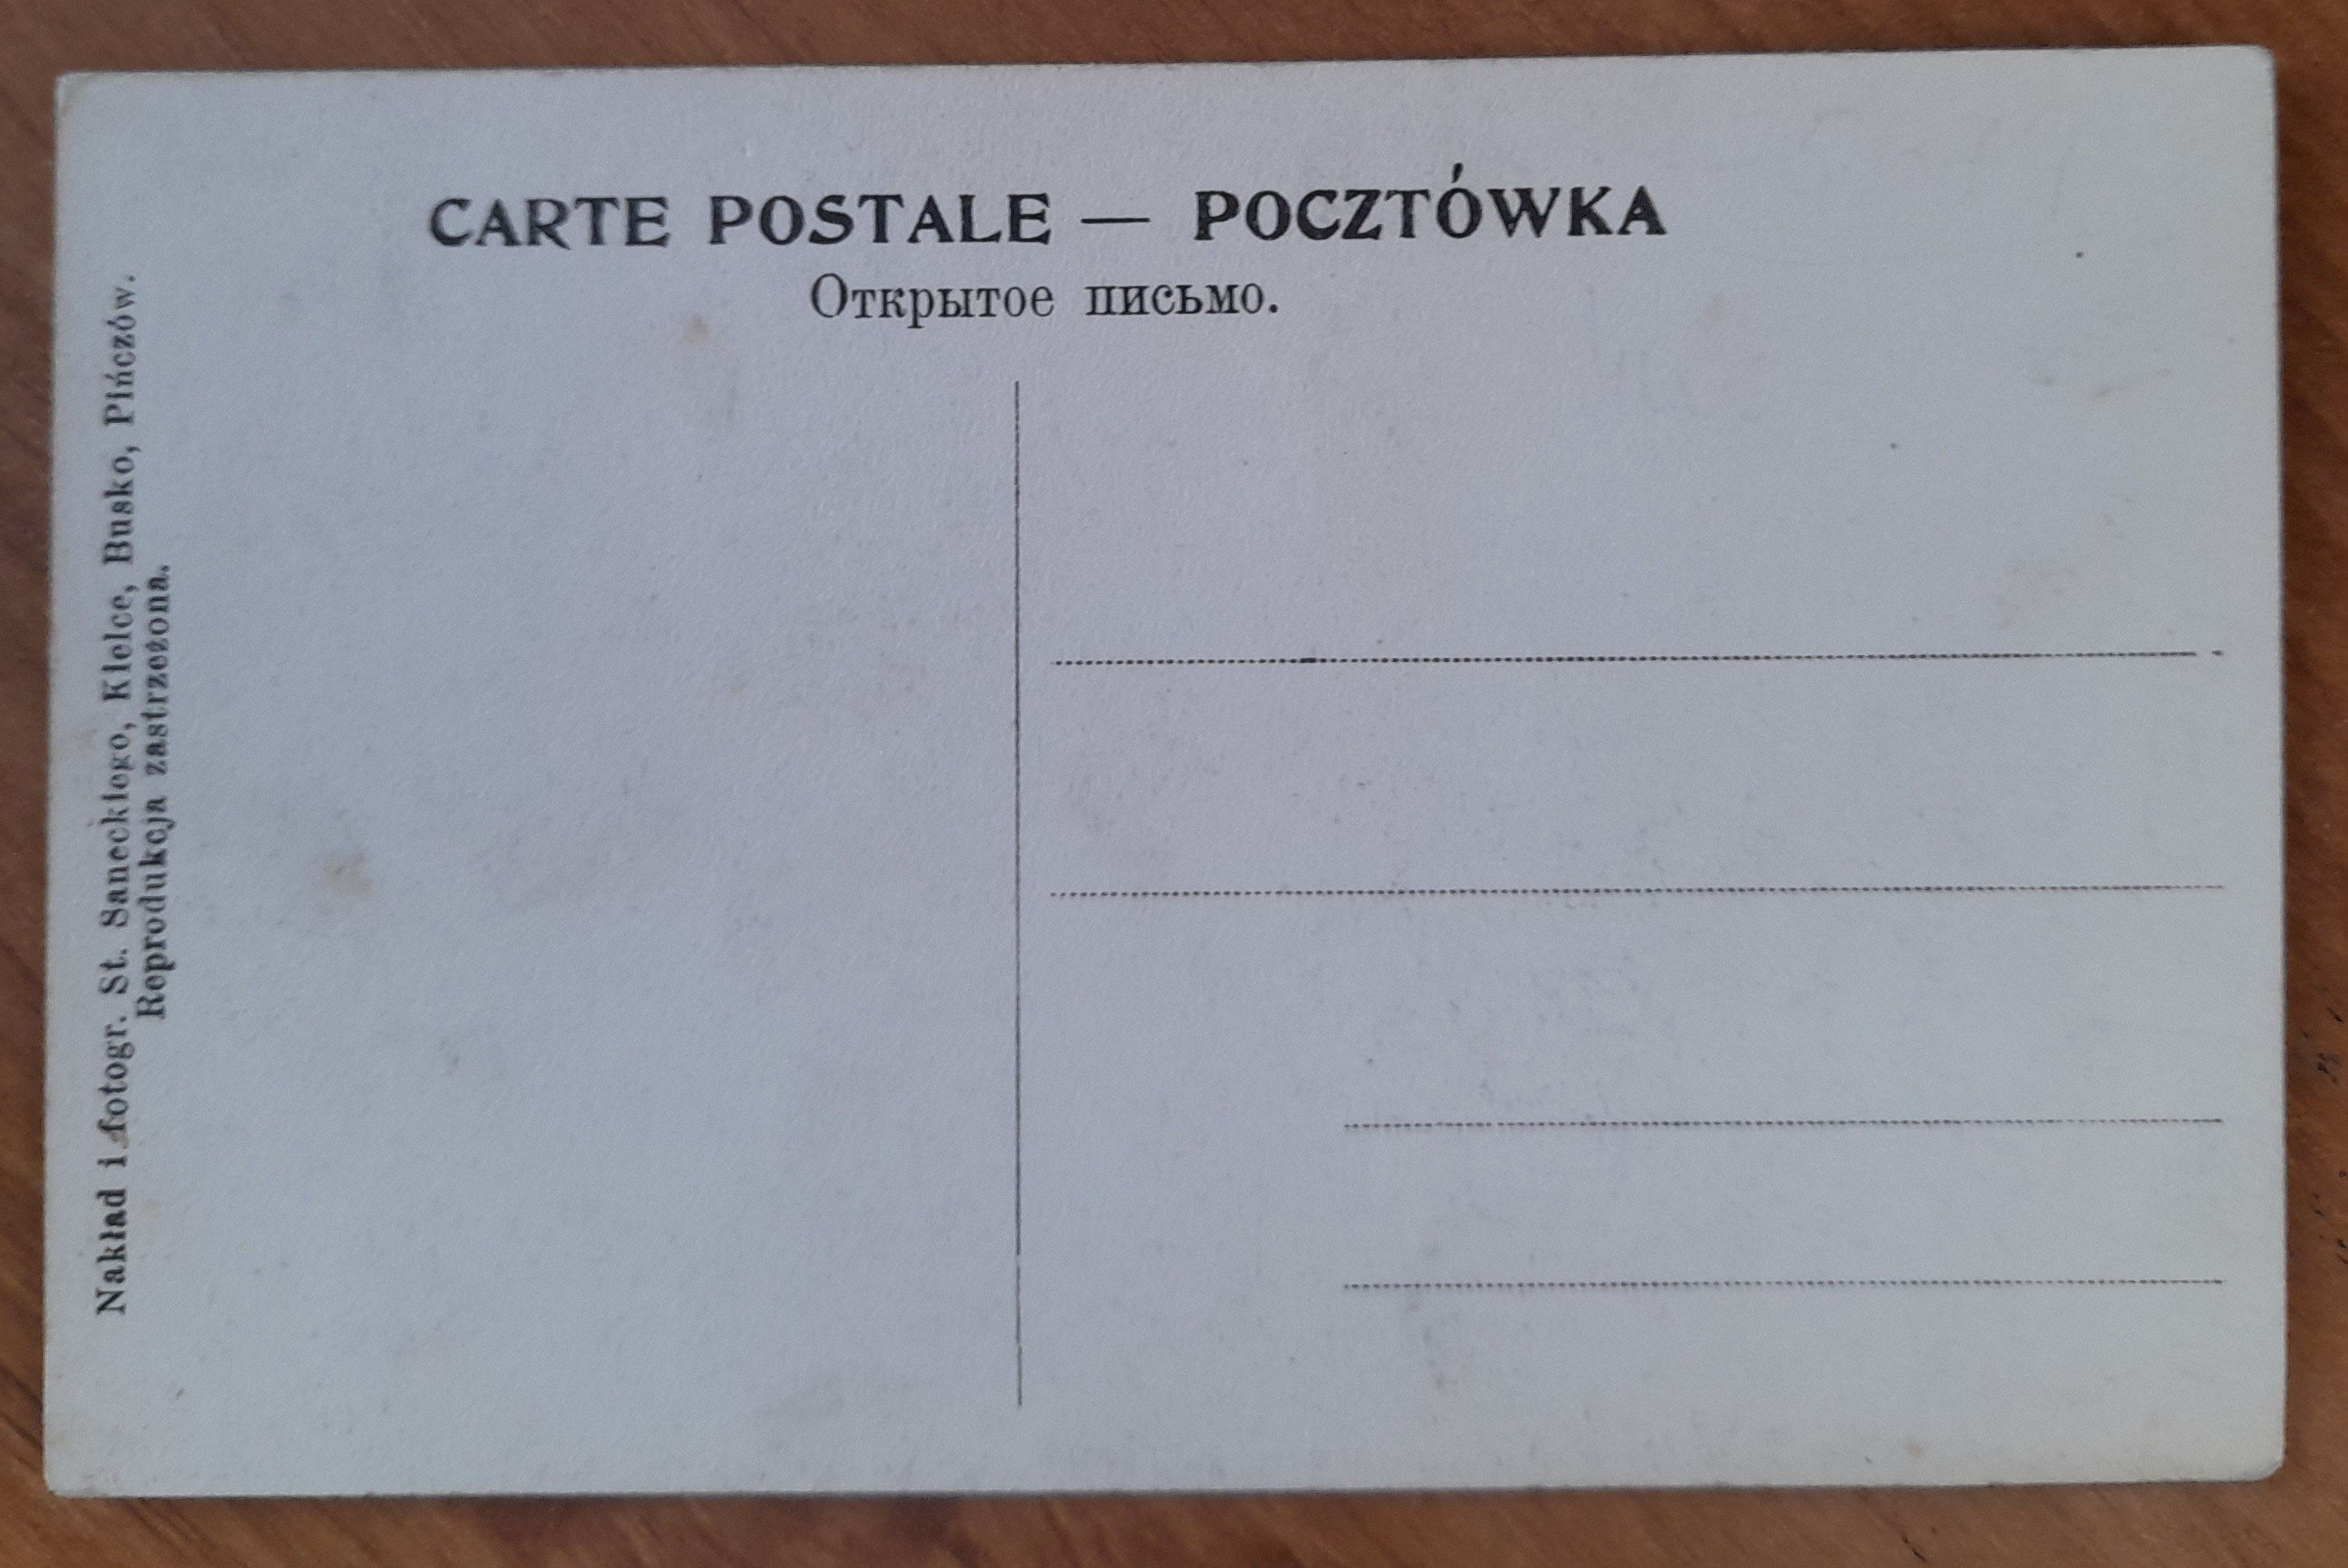 CARTE POSTALE — POCZTÓWKA
Открытое письмо.
Nakład i fotogr. St. Saneckiego, Kielce, Busko, Pińczów.
Reprodukcja zastrzeżona.